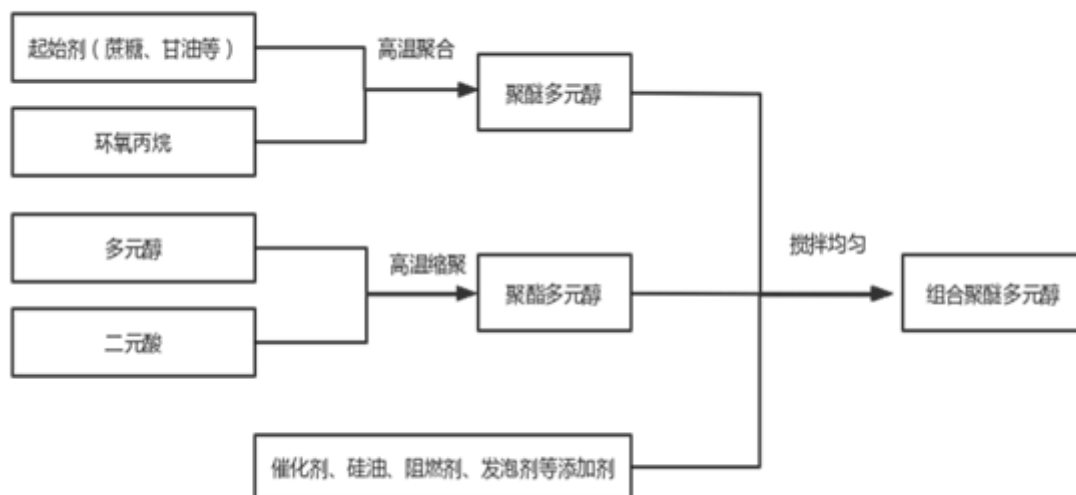 起始剂（蔗糖、甘油等）
高温聚合
聚醚多元醇
环氧丙烷
多元醇
搅拌均匀
高温缩聚
聚酯多元醇
组合聚醚多元醇
二元酸
催化剂、硅油、阻燃剂、发泡剂等添加剂